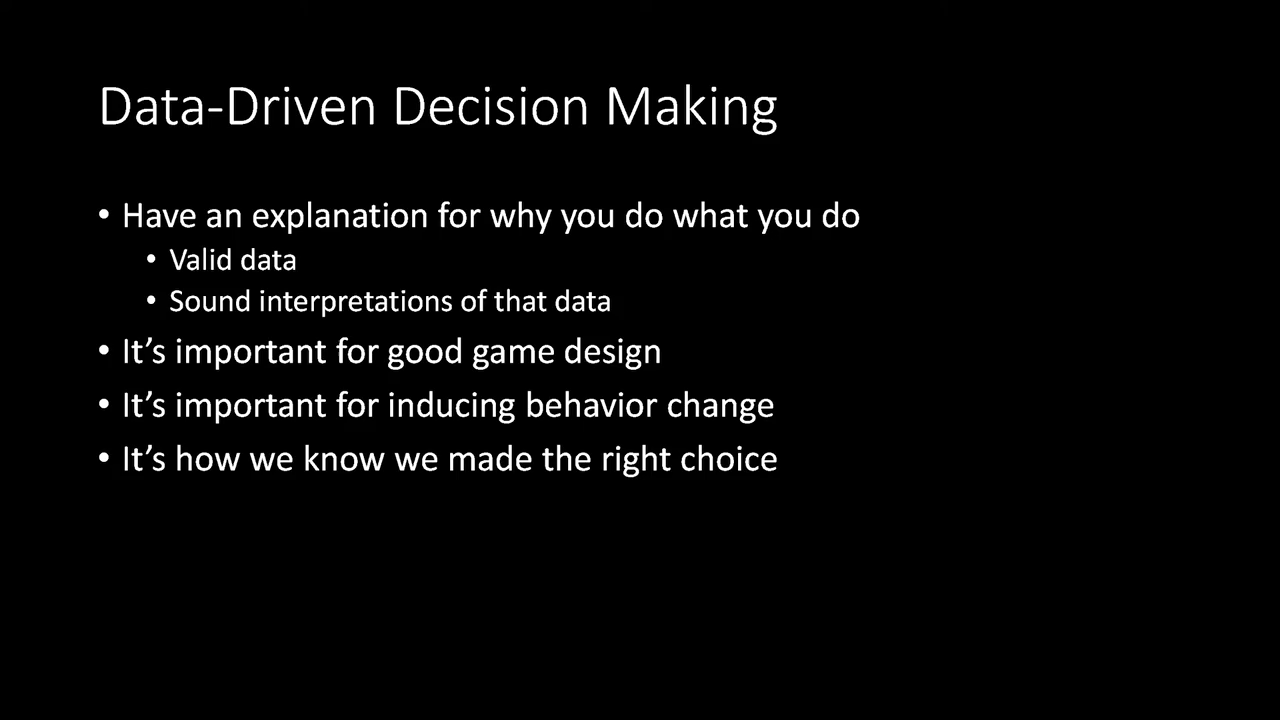 Data-Driven Decision Making
• Have an explanation for why you do what you do
• Valid data
• Sound interpretations of that data
• It’s important for good game design
• It’s important for inducing behavior change
• It’s how we know we made the right choice